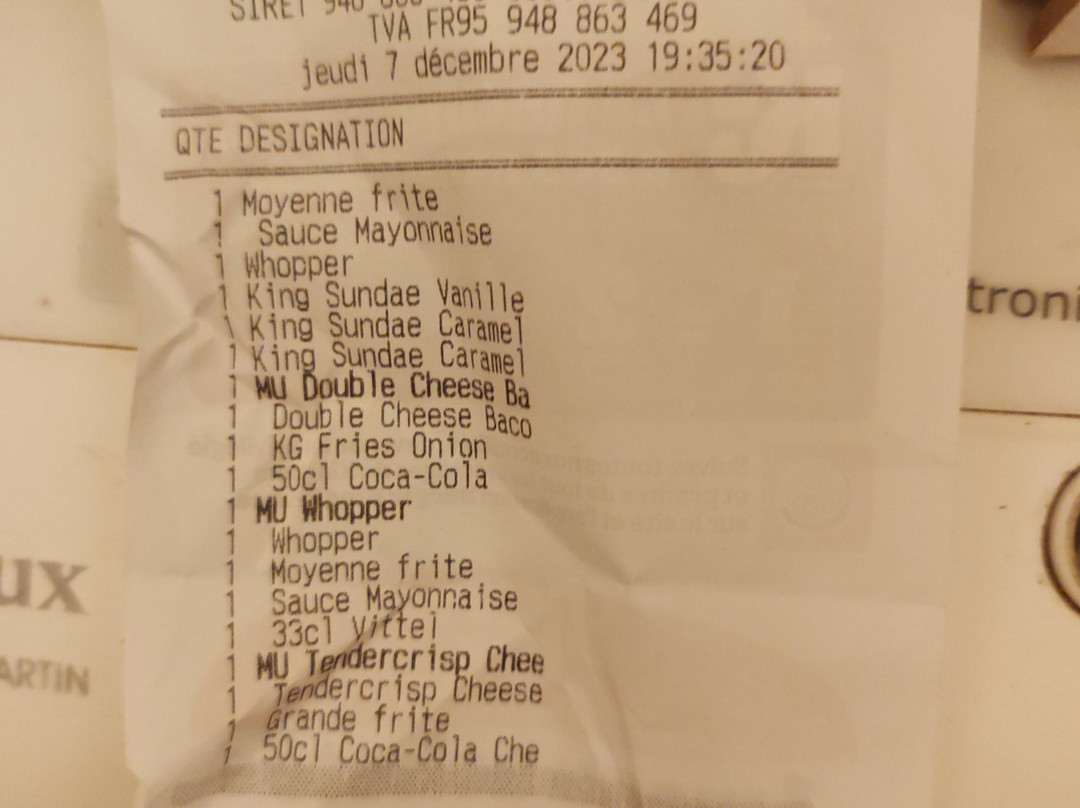 TVA FR95 948 863 469
jeudi 7 décembre 2023 19:35:20
QTE DESIGNATION
1 Moyenne frite
1 Sauce Mayonnaise
1 Whopper
1 King Sundae Vanille
1 King Sundae Caramel
1 King Sundae Caramel
1 MU Double Cheese Ba
1 Double Cheese Baco
1 KG Fries Onion
1 50cl Coca-Cola
1 MU Whopper
1 Whopper
1 Moyenne frite
1 Sauce Mayonnaise
1 33cl Vittel
1 MU Tendercrisp Chee
1 Tendercrisp Cheese
1 Grande frite
1 50cl Coca-Cola Che
troni
ux
ARTIN